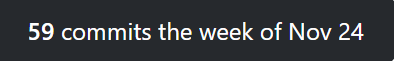 59 commits the week of Nov 24